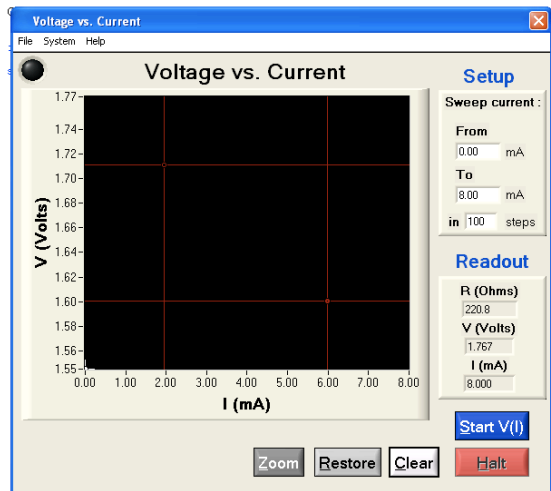 Voltage vs. Current
File System Help
Voltage vs. Current
Setup
Sweep current :
From
0.00 mA
To
8.00 mA
in 100 steps
Readout
R (Ohms)
220.8
V (Volts)
1.767
I (mA)
8.000
V (Volts)
1.77
1.74
1.72
1.70
1.68
1.66
1.64
1.62
1.60
1.58
1.56
1.55
0.00 1.00 2.00 3.00 4.00 5.00 6.00 7.00 8.00
I (mA)
Start V(I)
Zoom Restore Clear Halt